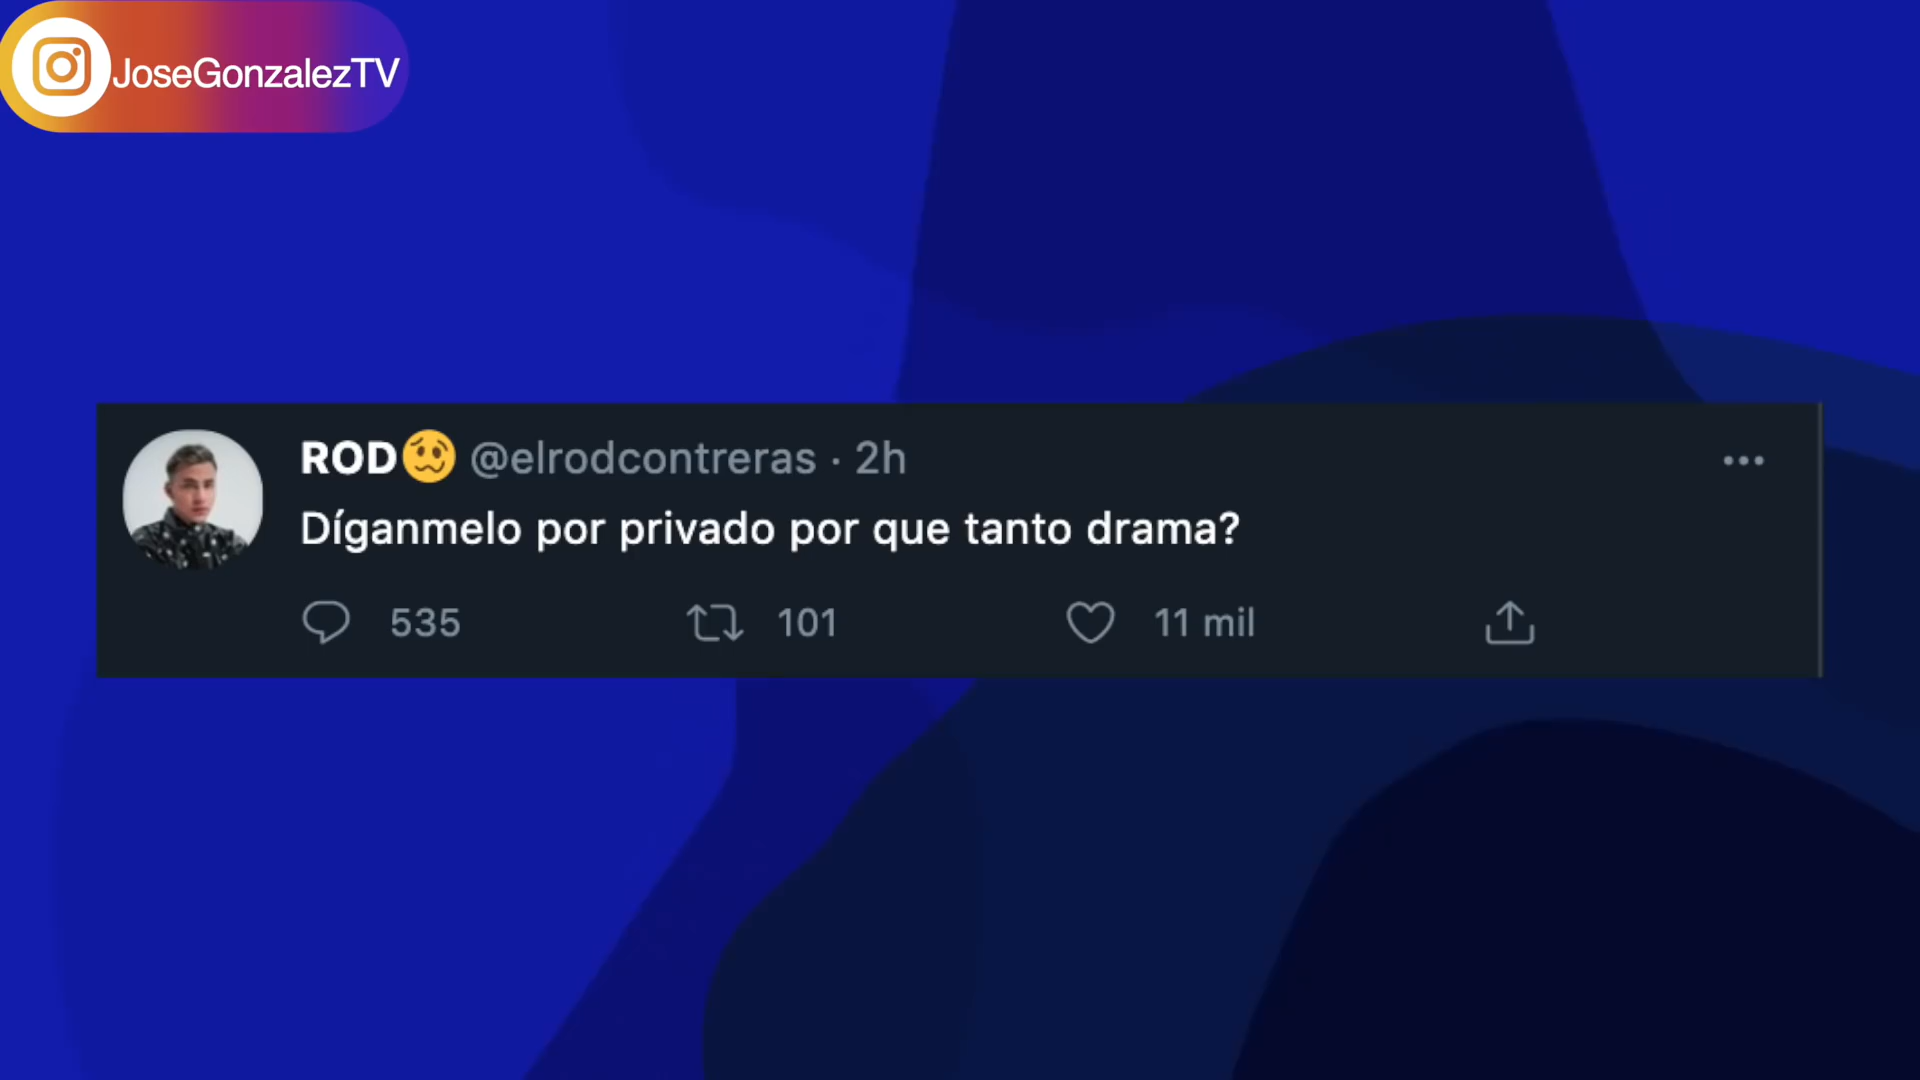 JoseGonzalezTV
ROD🥴 @elrodcontreras · 2h
Díganmelo por privado por que tanto drama?
535 101 11 mil